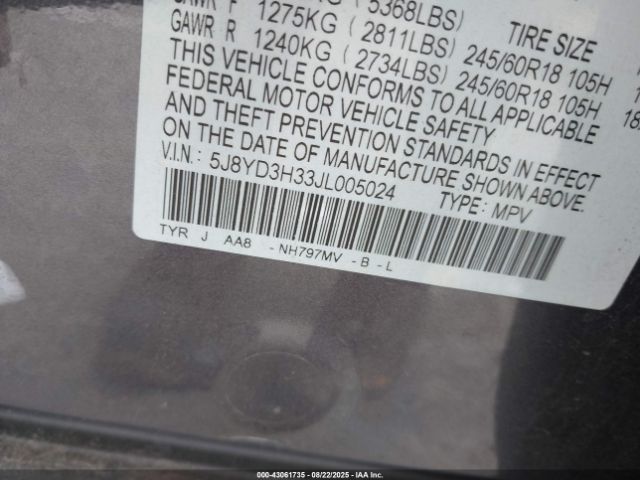 GAWR F 1275KG (2811LBS) 245/60R18 105H
GAWR R 1240KG (2734LBS) 245/60R18 105H
5368LBS)
TIRE SIZE
THIS VEHICLE CONFORMS TO ALL APPLICABLE
FEDERAL MOTOR VEHICLE SAFETY
AND THEFT PREVENTION STANDARDS IN EFFECT
ON THE DATE OF MANUFACTURE SHOWN ABOVE.
V.I.N.: 5J8YD3H33JL005024 TYPE: MPV
TYR J AA8 - NH797MV - B - L
18
000-43061735 - 08/22/2025 - IAA Inc.